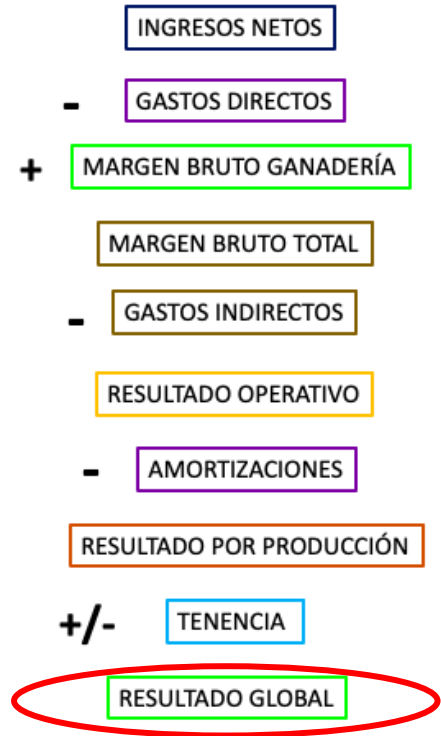 INGRESOS NETOS
- GASTOS DIRECTOS
+ MARGEN BRUTO GANADERÍA
MARGEN BRUTO TOTAL
- GASTOS INDIRECTOS
RESULTADO OPERATIVO
- AMORTIZACIONES
RESULTADO POR PRODUCCIÓN
+/- TENENCIA
RESULTADO GLOBAL